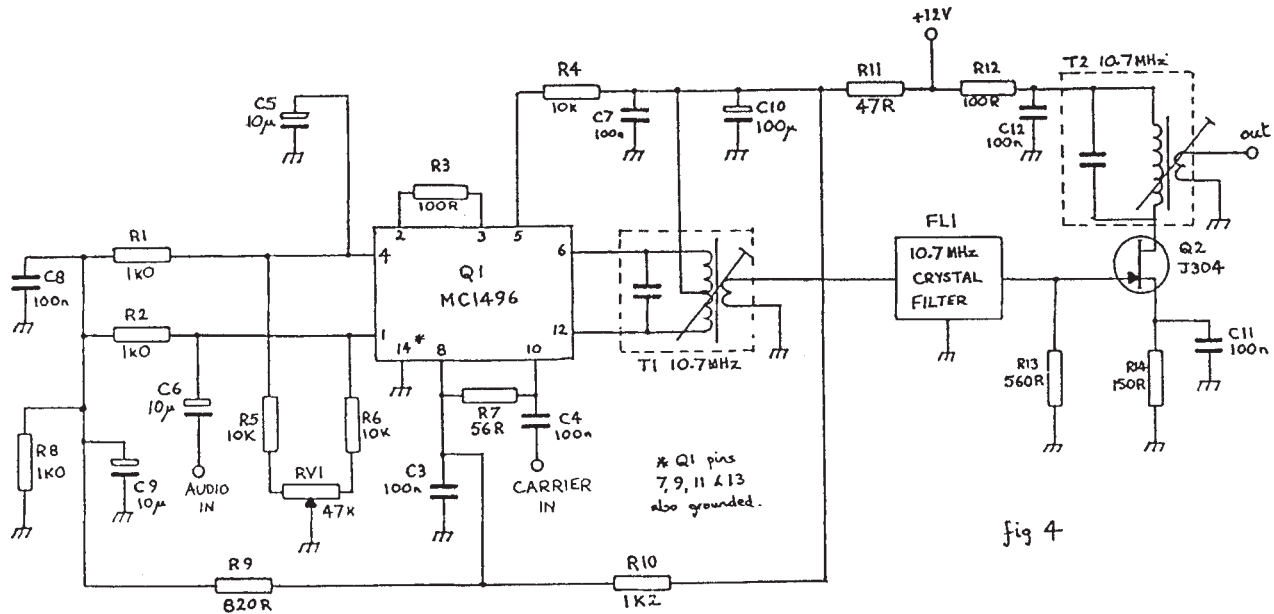 +12V
T2 10.7MHz
R4
10k
R11
47R
R12
100R
C5
10μ
C7
100n
C10
100μ
C12
100n
out
R3
100R
2
3
5
R1
1k0
4
Q1
MC1496
6
FL1
10.7MHz
CRYSTAL
FILTER
Q2
J304
C8
100n
R2
1k0
1
14*
8
10
12
T1 10.7MHz
C11
100n
C6
10μ
R5
10K
R6
10K
R7
56R
C4
100n
R13
560R
R14
150R
R8
1K0
C9
10μ
AUDIO
IN
RV1
47k
C3
100n
CARRIER
IN
* Q1 pins
7,9,11 & 13
also grounded.
fig 4
R9
820R
R10
1K2